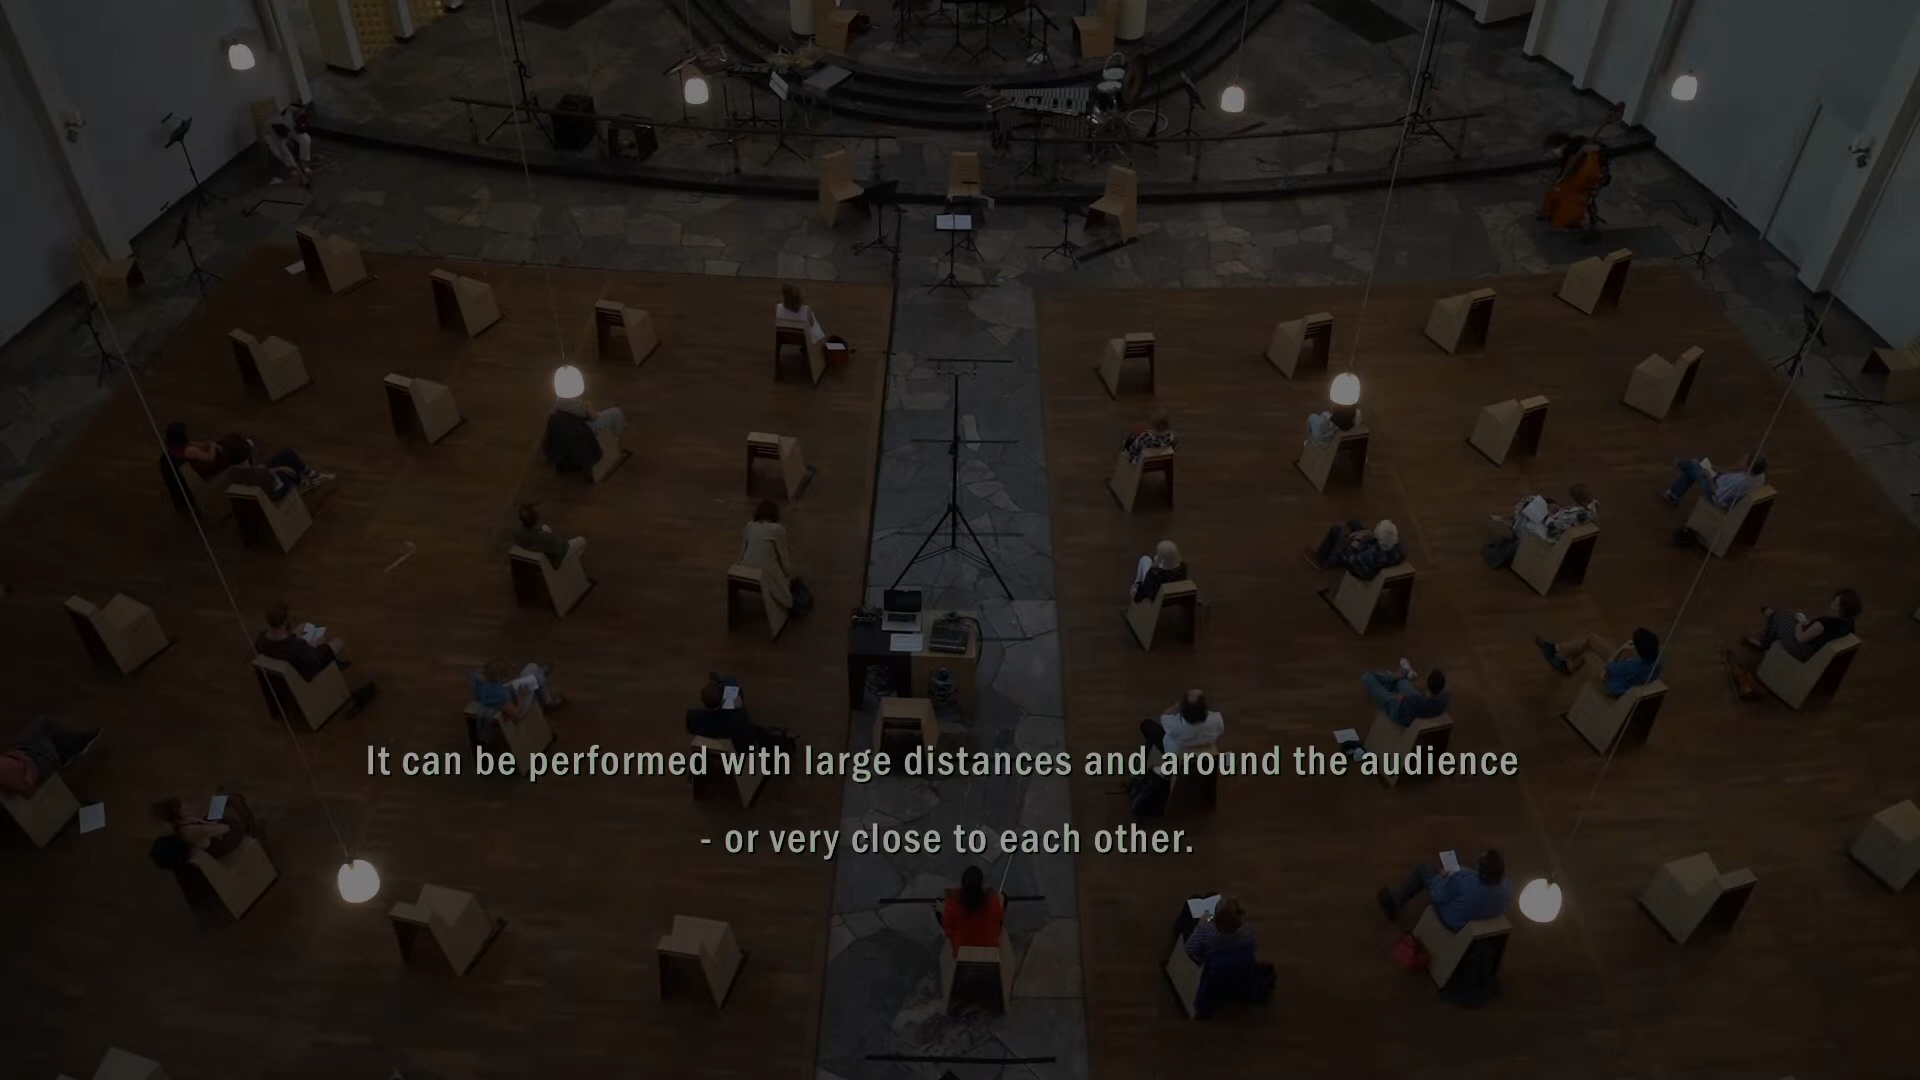 It can be performed with large distances and around the audience
- or very close to each other.